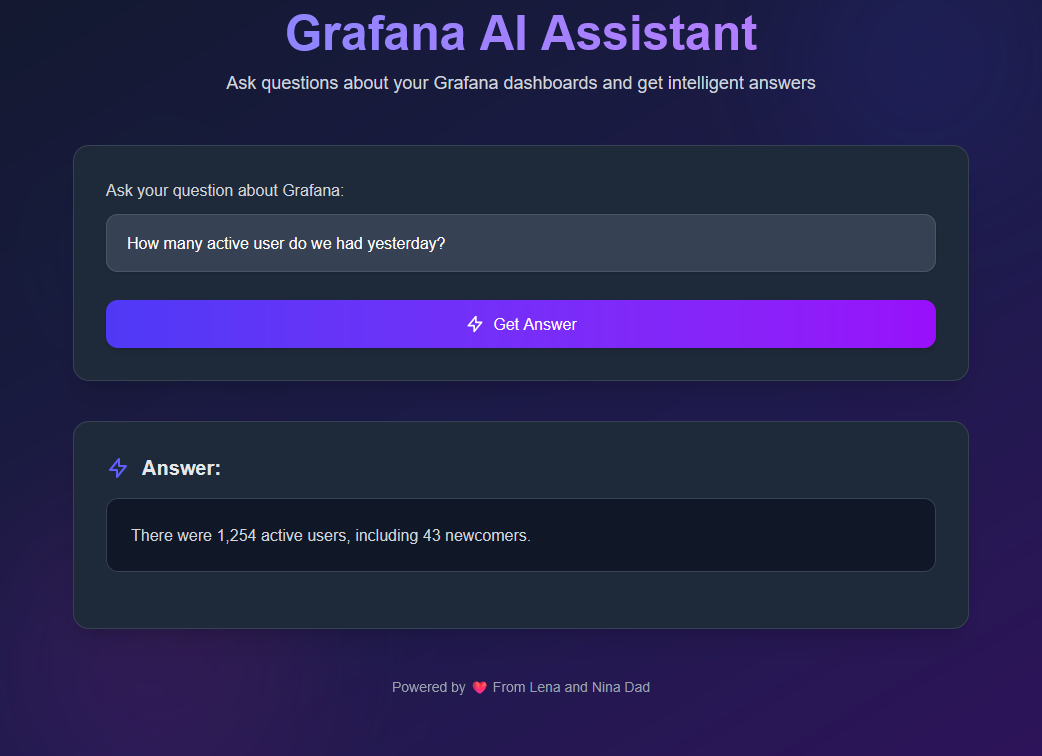 Grafana AI Assistant
Ask questions about your Grafana dashboards and get intelligent answers
Ask your question about Grafana:
How many active user do we had yesterday?
Get Answer
Answer:
There were 1,254 active users, including 43 newcomers.
Powered by ❤️ From Lena and Nina Dad